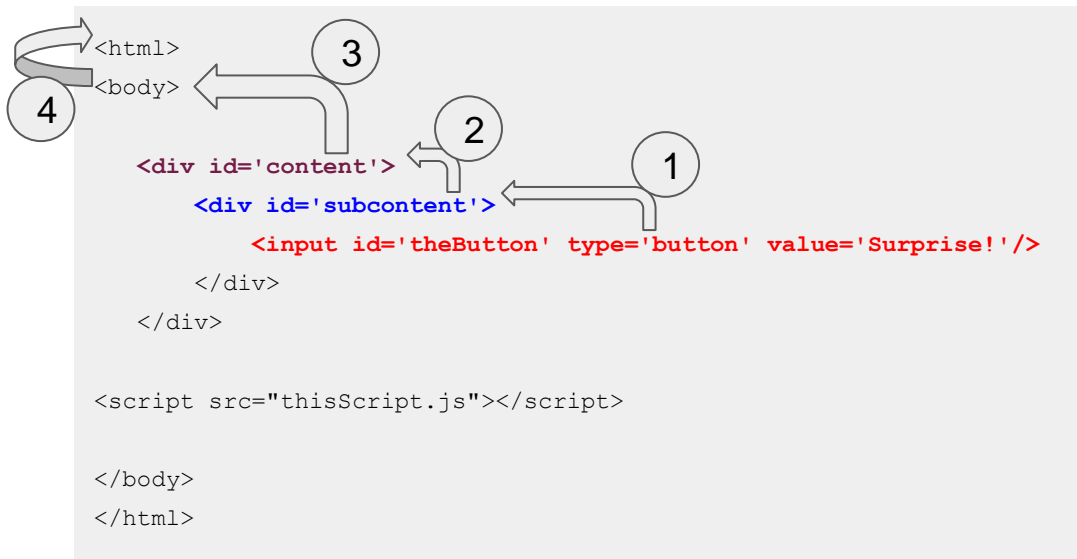 <html>
3
<body>
4
2
1
<div id='content'>
<div id='subcontent'>
<input id='theButton' type='button' value='Surprise!'/>
</div>
</div>
<script src="thisScript.js"></script>
</body>
</html>